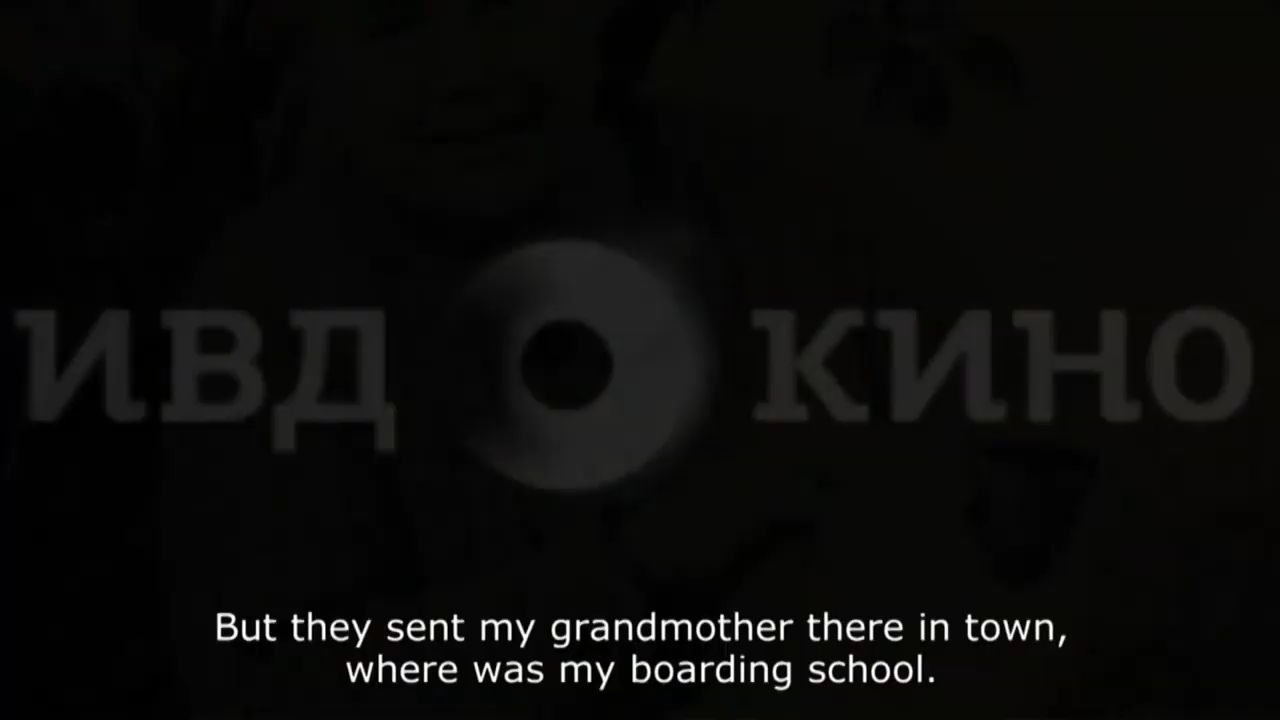 ИВД КИНО
But they sent my grandmother there in town,
where was my boarding school.